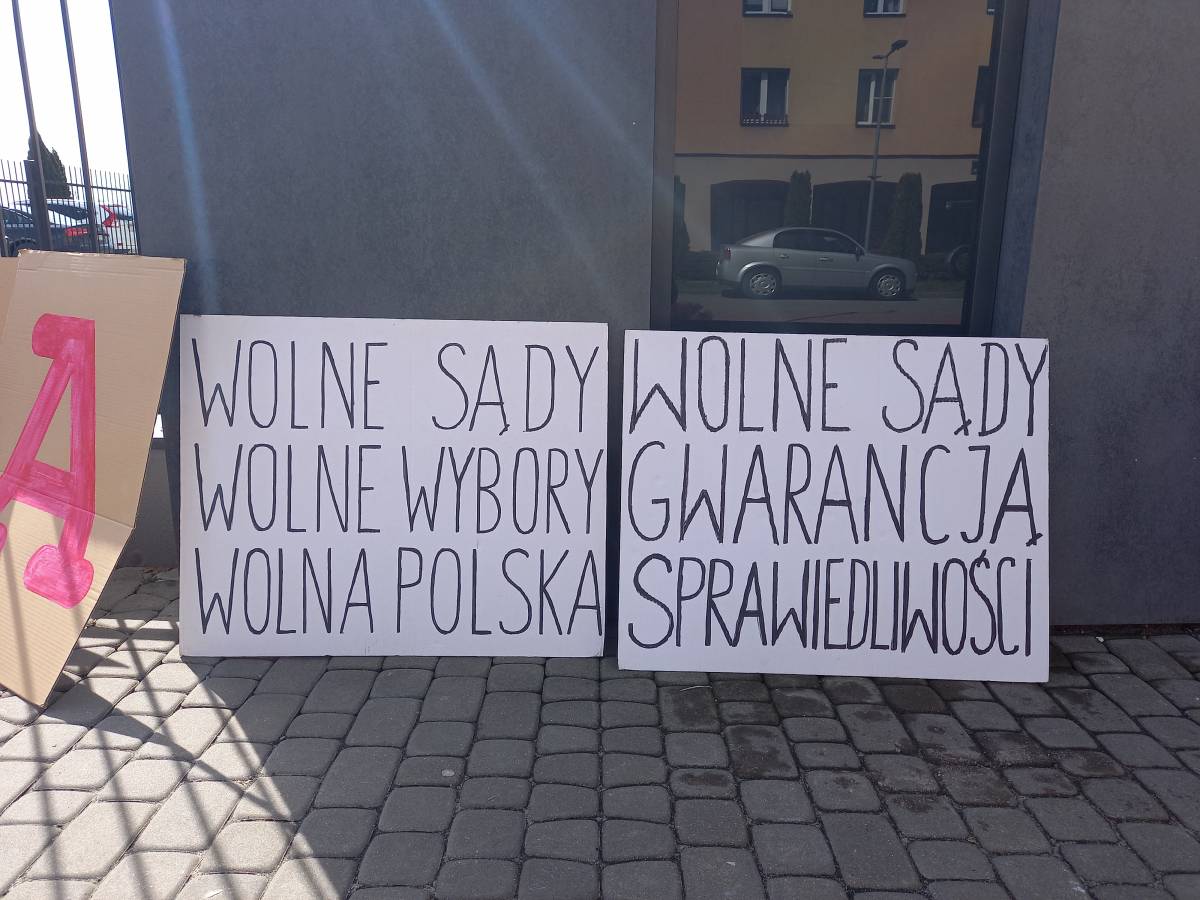 A
WOLNE SĄDY
WOLNE WYBORY
WOLNA POLSKA
WOLNE SĄDY
GWARANCJĄ
SPRAWIEDLIWOŚCI